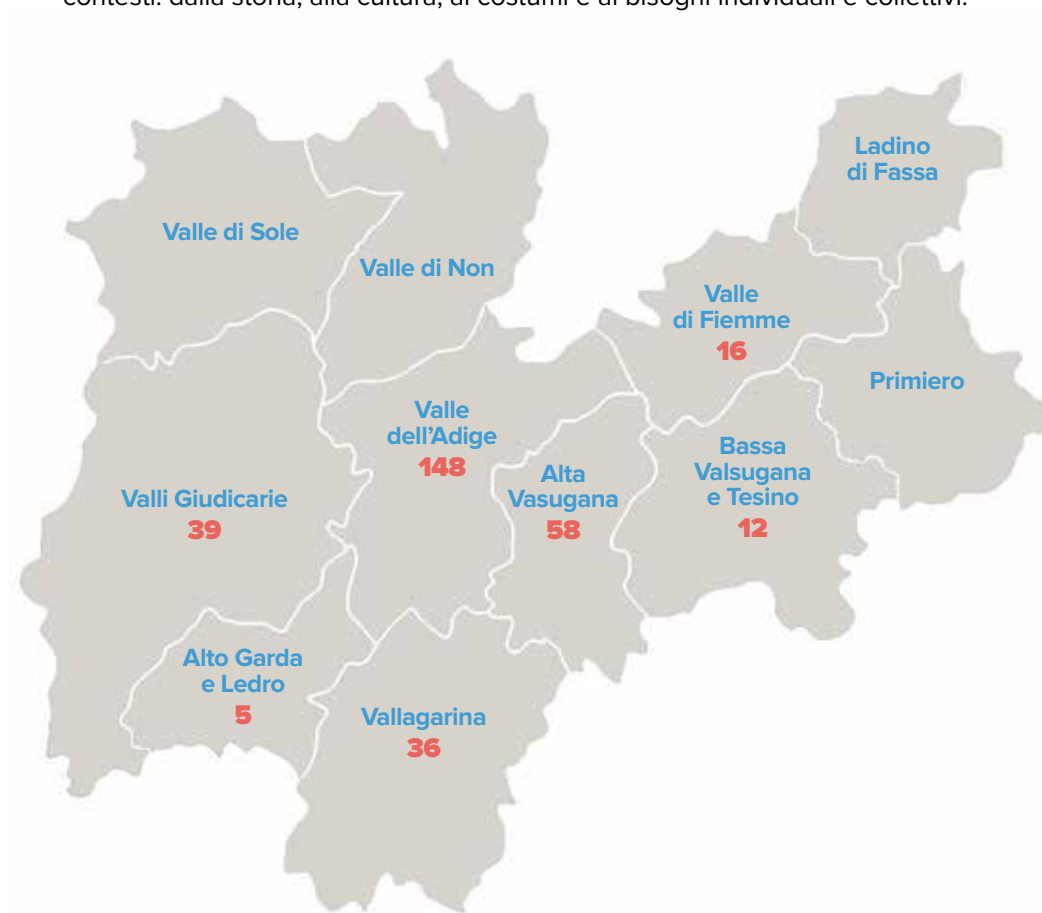 contesti: dalla storia, alla cultura, ai costumi e ai bisogni individuali e collettivi.
Ladino
di Fassa
Valle di Sole
Valle di Non
Valle
di Fiemme
16
Primiero
Valle
dell'Adige
148
Alta
Vasugana
58
Bassa
Valsugana
e Tesino
12
Valli Giudicarie
39
Alto Garda
e Ledro
5
Vallagarina
36